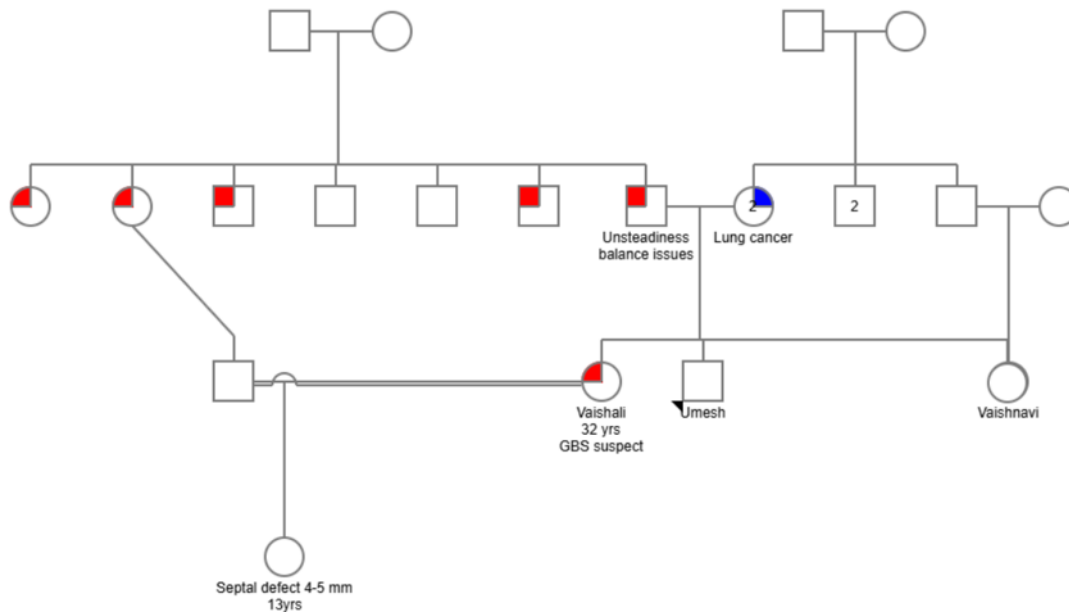 2
2
Unsteadiness
balance issues
Lung cancer
Vaishali
32 yrs
GBS suspect
Umesh
Vaishnavi
Septal defect 4-5 mm
13yrs